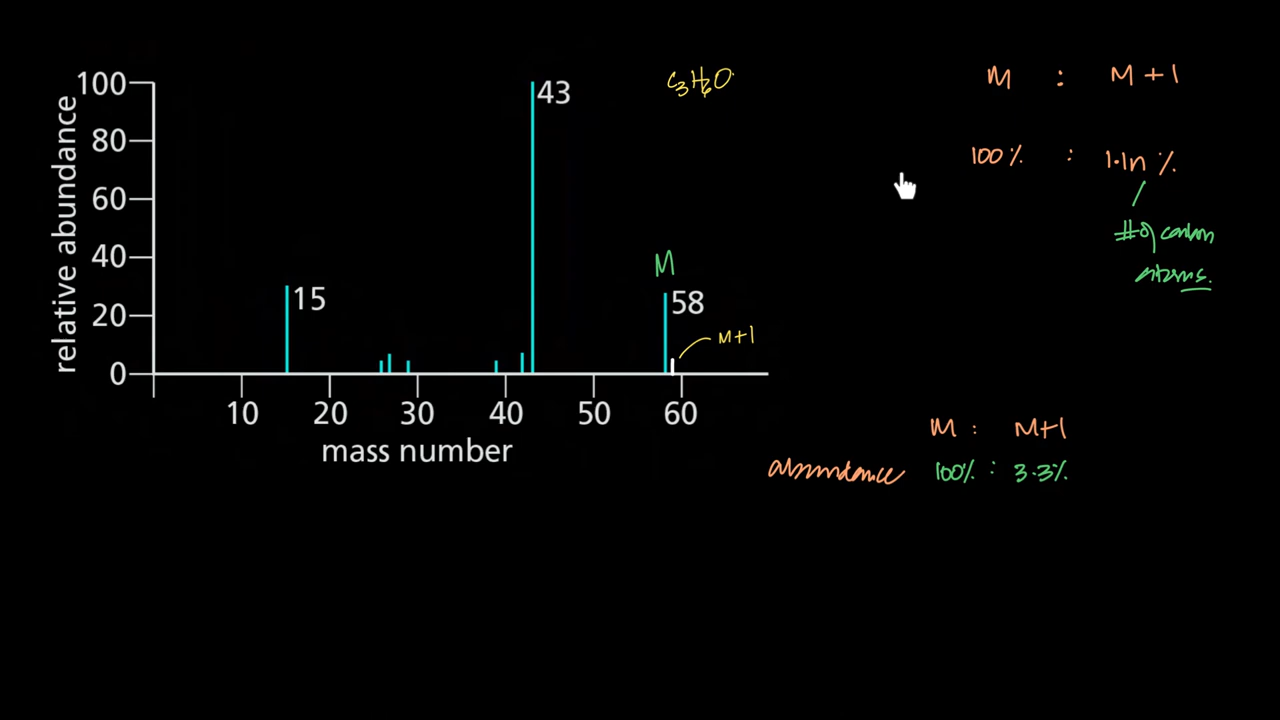 relative abundance
100
80
60
40
20
0
10 20 30 40 50 60
mass number
15
43
58
M
M+1
C₃H₆O
M : M+1
100% : 1.1n %
# of carbon
atoms.
M : M+1
abundance 100% : 3.3%